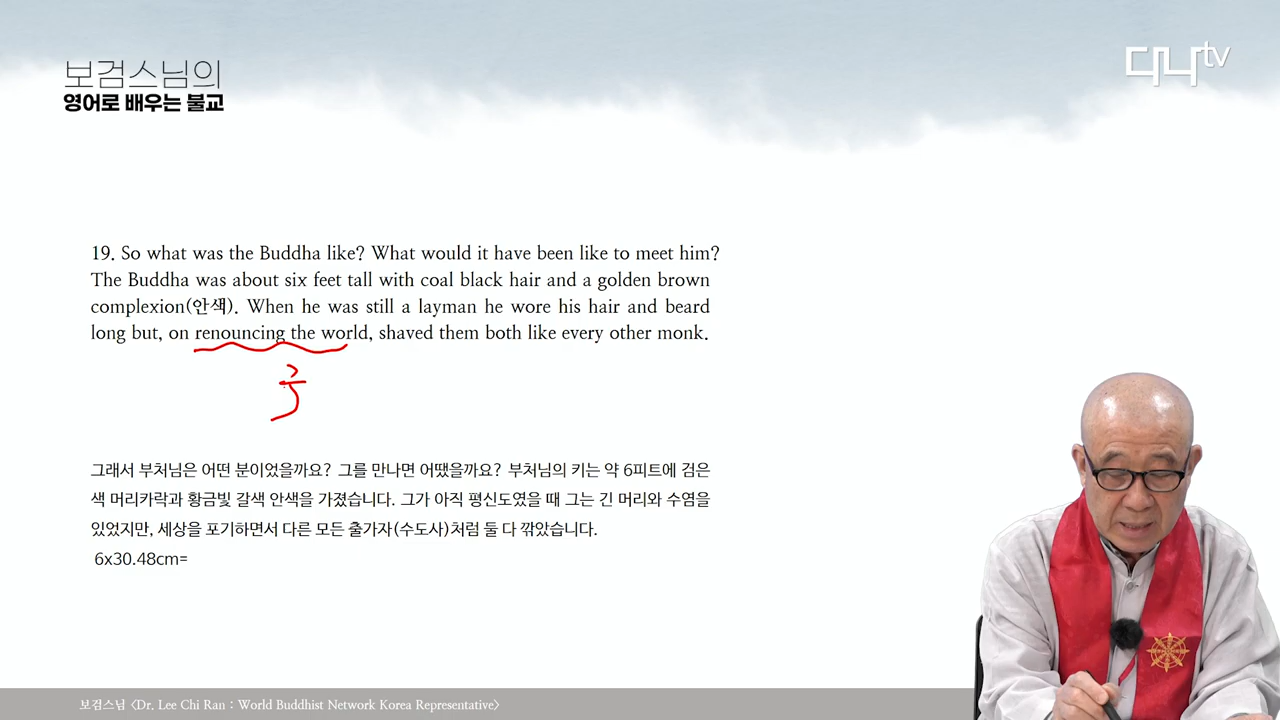 보검스님의
영어로 배우는 불교
디나tv
19. So what was the Buddha like? What would it have been like to meet him?
The Buddha was about six feet tall with coal black hair and a golden brown
complexion(안색). When he was still a layman he wore his hair and beard
long but, on renouncing the world, shaved them both like every other monk.
그래서 부처님은 어떤 분이었을까요? 그를 만나면 어땠을까요? 부처님의 키는 약 6피트에 검은
색 머리카락과 황금빛 갈색 안색을 가졌습니다. 그가 아직 평신도였을 때 그는 긴 머리와 수염을
있었지만, 세상을 포기하면서 다른 모든 출가자(수도사)처럼 둘 다 깎았습니다.
6x30.48cm=
보검스님 <Dr. Lee Chi Ran : World Buddhist Network Korea Representative>